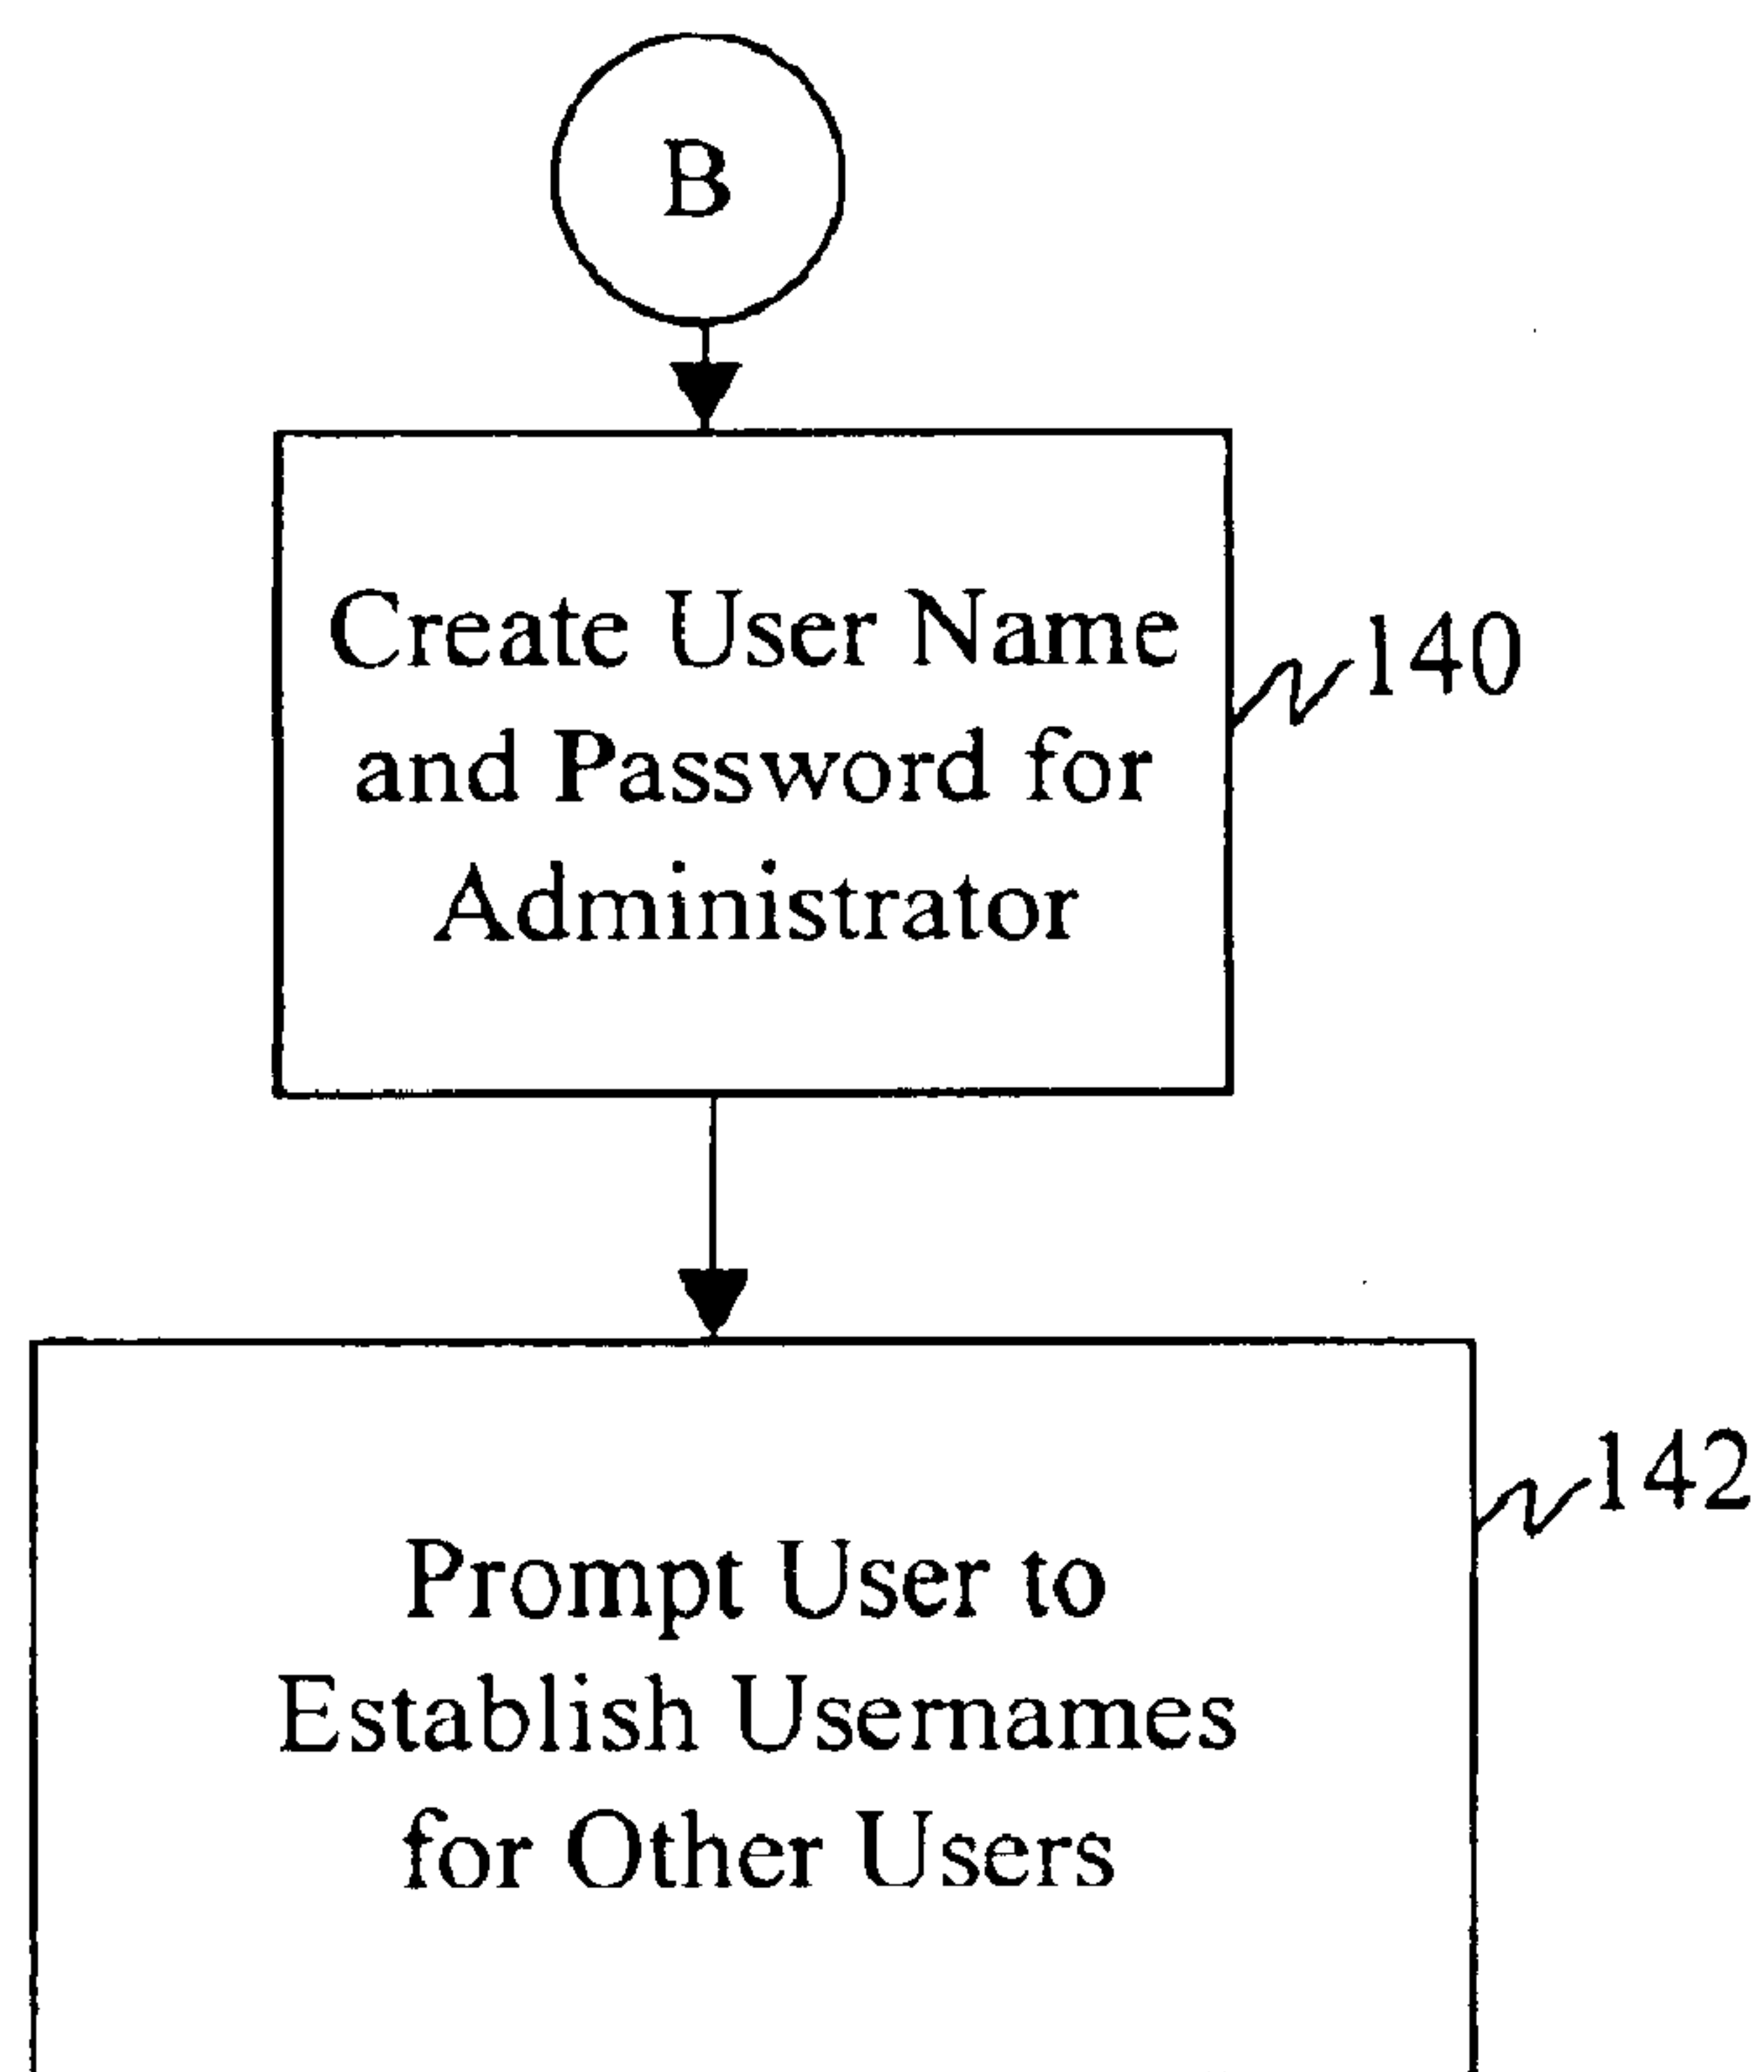 B
Create User Name
140
and Password for
Administrator
142
Prompt User to
Establish Usernames
for Other Users